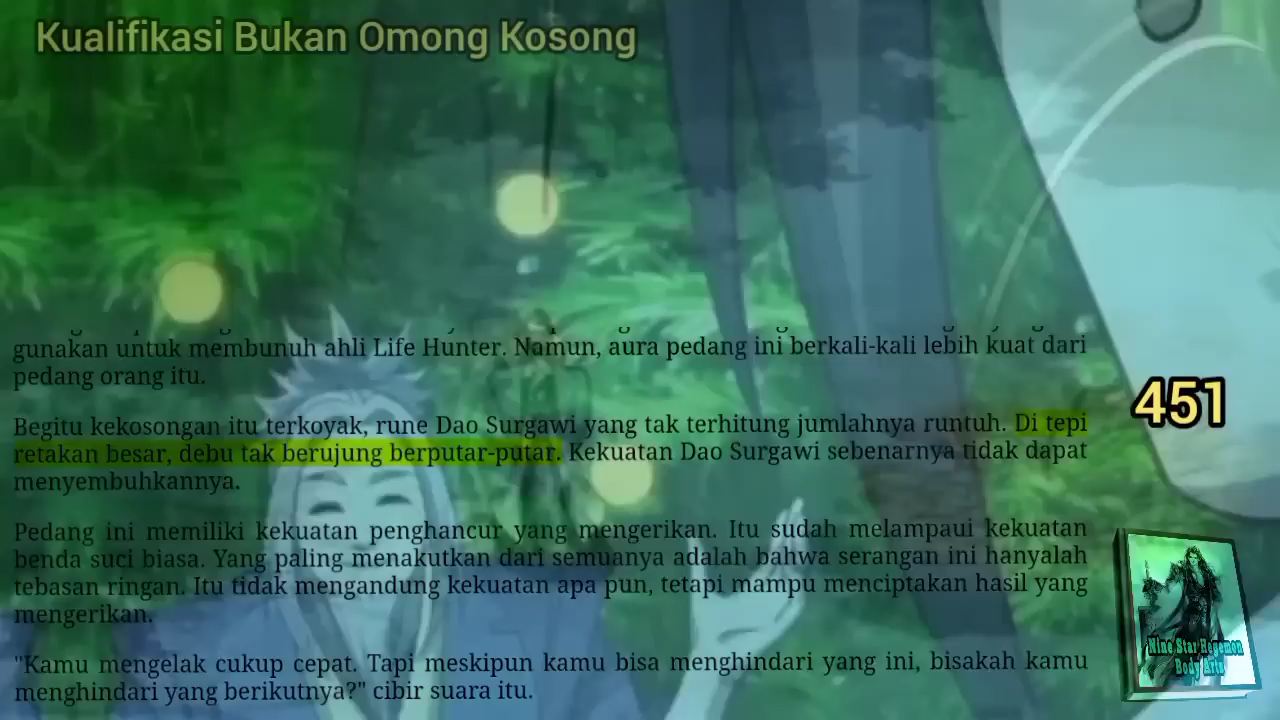 Kualifikasi Bukan Omong Kosong
gunakan untuk membunuh ahli Life Hunter. Namun, aura pedang ini berkali-kali lebih kuat dari
pedang orang itu.
Begitu kekosongan itu terkoyak, rune Dao Surgawi yang tak terhitung jumlahnya runtuh. Di tepi
retakan besar, debu tak berujung berputar-putar. Kekuatan Dao Surgawi sebenarnya tidak dapat
menyembuhkannya.
451
Pedang ini memiliki kekuatan penghancur yang mengerikan. Itu sudah melampaui kekuatan
benda suci biasa. Yang paling menakutkan dari semuanya adalah bahwa serangan ini hanyalah
tebasan ringan. Itu tidak mengandung kekuatan apa pun, tetapi mampu menciptakan hasil yang
mengerikan.
"Kamu mengelak cukup cepat. Tapi meskipun kamu bisa menghindari yang ini, bisakah kamu
menghindari yang berikutnya?" cibir suara itu.
Nine Star Hegemon
Body Arts